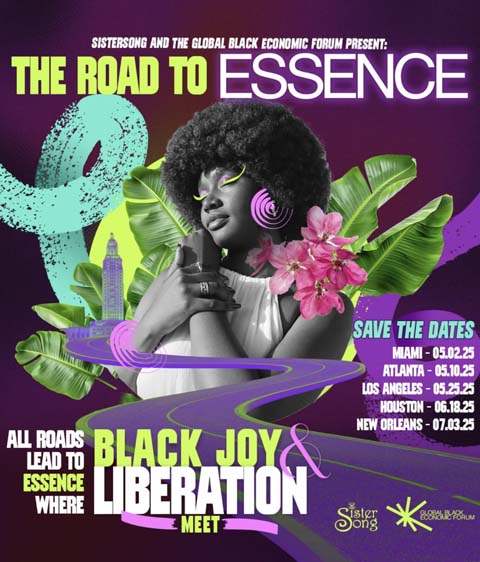 SISTERSONG AND THE GLOBAL BLACK ECONOMIC FORUM PRESENT:
THE ROAD TO ESSENCE
SAVE THE DATES
MIAMI - 05.02.25
ATLANTA - 05.10.25
LOS ANGELES - 05.25.25
HOUSTON - 06.18.25
NEW ORLEANS - 07.03.25
ALL ROADS
LEAD TO
ESSENCE
WHERE
BLACK JOY &
LIBERATION
MEET
Sister
Song
GLOBAL BLACK
ECONOMIC FORUM